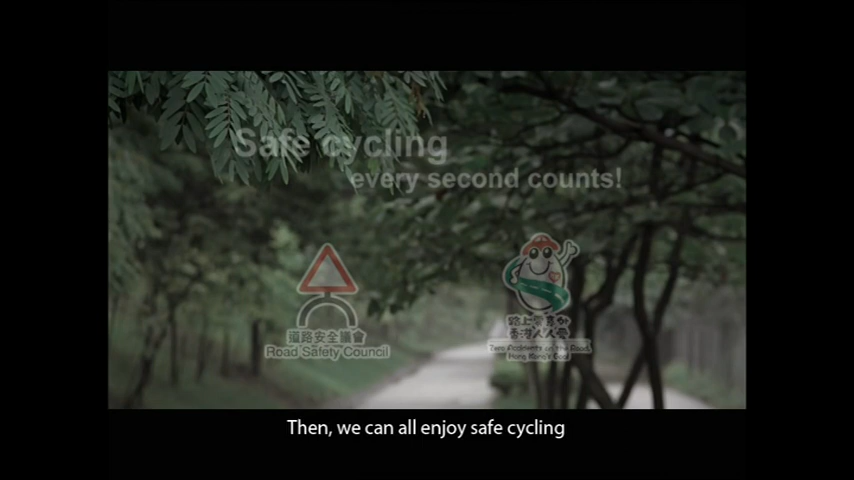 Safe cycling
every second counts!
道路安全議會
Road Safety Council
路上零意外
香港人人愛
Zero Accidents on the Road,
Hong Kong's Goal
Then, we can all enjoy safe cycling